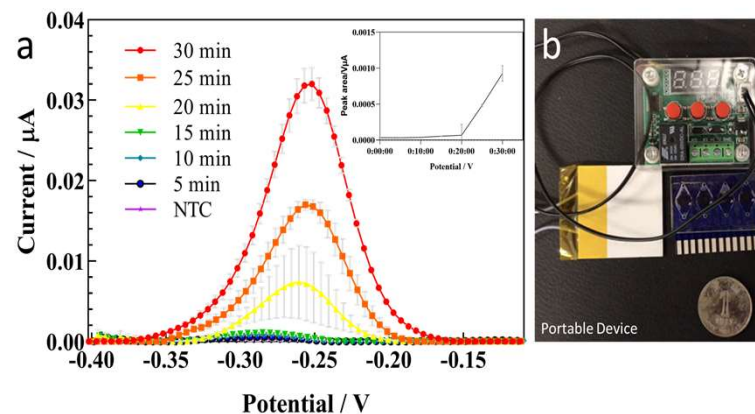 a
0.04
0.03
0.02
0.01
0.00
Current / µA
30 min
25 min
20 min
15 min
10 min
5 min
NTC
0.0015
0.0010
0.0005
0.0000
Peak area/VµA
0:00:00 0:10:00 0:20:00 0:30:00
Potential / V
-0.40 -0.35 -0.30 -0.25 -0.20 -0.15
Potential / V
b
Portable Device